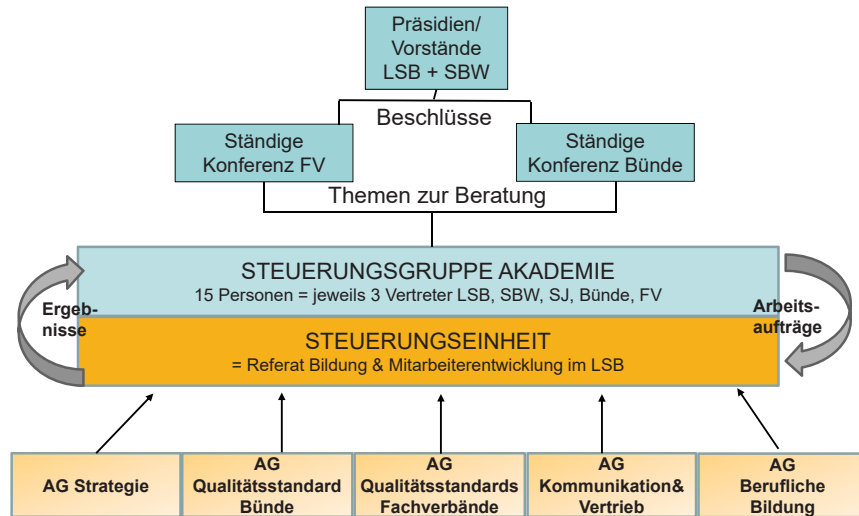 Präsidien/
Vorstände
LSB + SBW
Beschlüsse
Ständige
Konferenz FV
Ständige
Konferenz Bünde
Themen zur Beratung
STEUERUNGSGRUPPE AKADEMIE
15 Personen = jeweils 3 Vertreter LSB, SBW, SJ, Bünde, FV
Ergeb-
nisse
Arbeits-
aufträge
STEUERUNGSEINHEIT
= Referat Bildung & Mitarbeiterentwicklung im LSB
AG Strategie
AG
Qualitätsstandard
Bünde
AG
Qualitätsstandards
Fachverbände
AG
Kommunikation&
Vertrieb
AG
Berufliche
Bildung